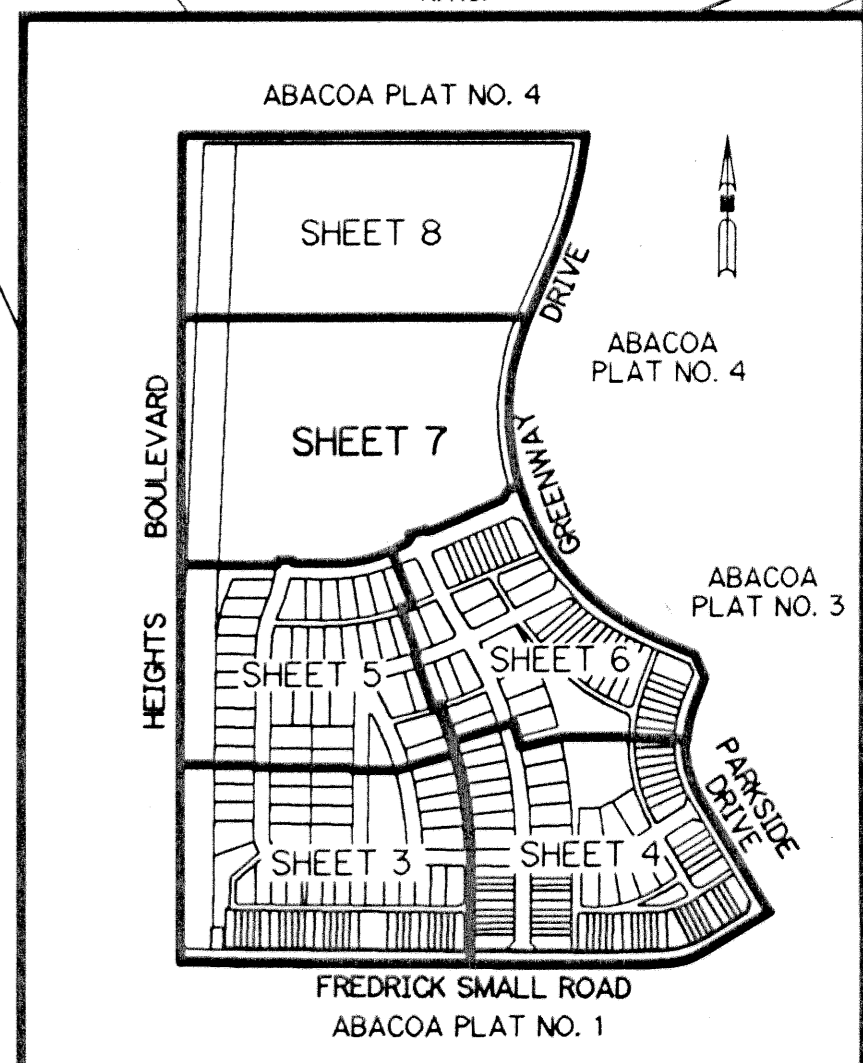 ABACOA PLAT NO. 4
SHEET 8
DRIVE
ABACOA
PLAT NO. 4
BOULEVARD
SHEET 7
GREENWAY
ABACOA
PLAT NO. 3
HEIGHTS
SHEET 5
SHEET 6
PARKSIDE
DRIVE
SHEET 3
SHEET 4
FREDRICK SMALL ROAD
ABACOA PLAT NO. 1